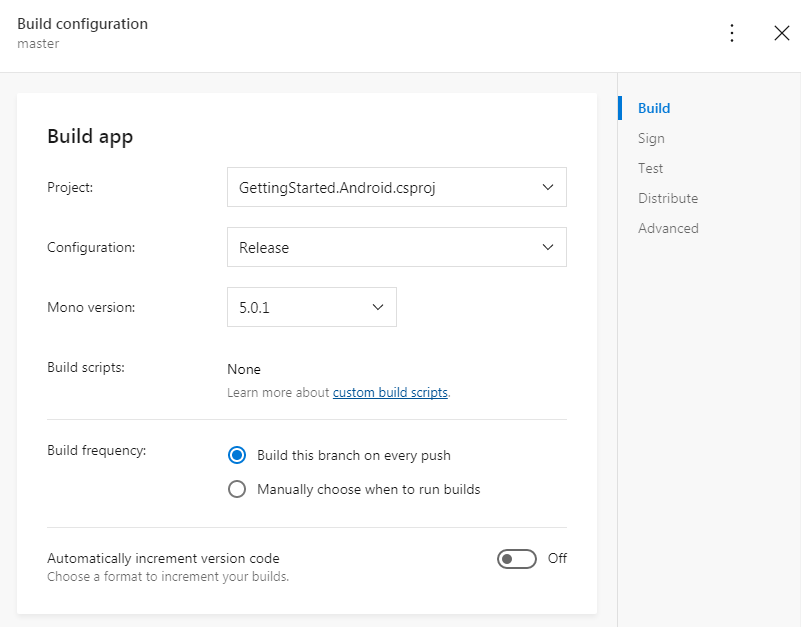 Build configuration
master
Build app
Project:
GettingStarted.Android.csproj
Configuration:
Release
Mono version:
5.0.1
Build scripts:
None
Learn more about custom build scripts.
Build frequency:
Build this branch on every push
Manually choose when to run builds
Automatically increment version code
Off
Choose a format to increment your builds.
Build
Sign
Test
Distribute
Advanced